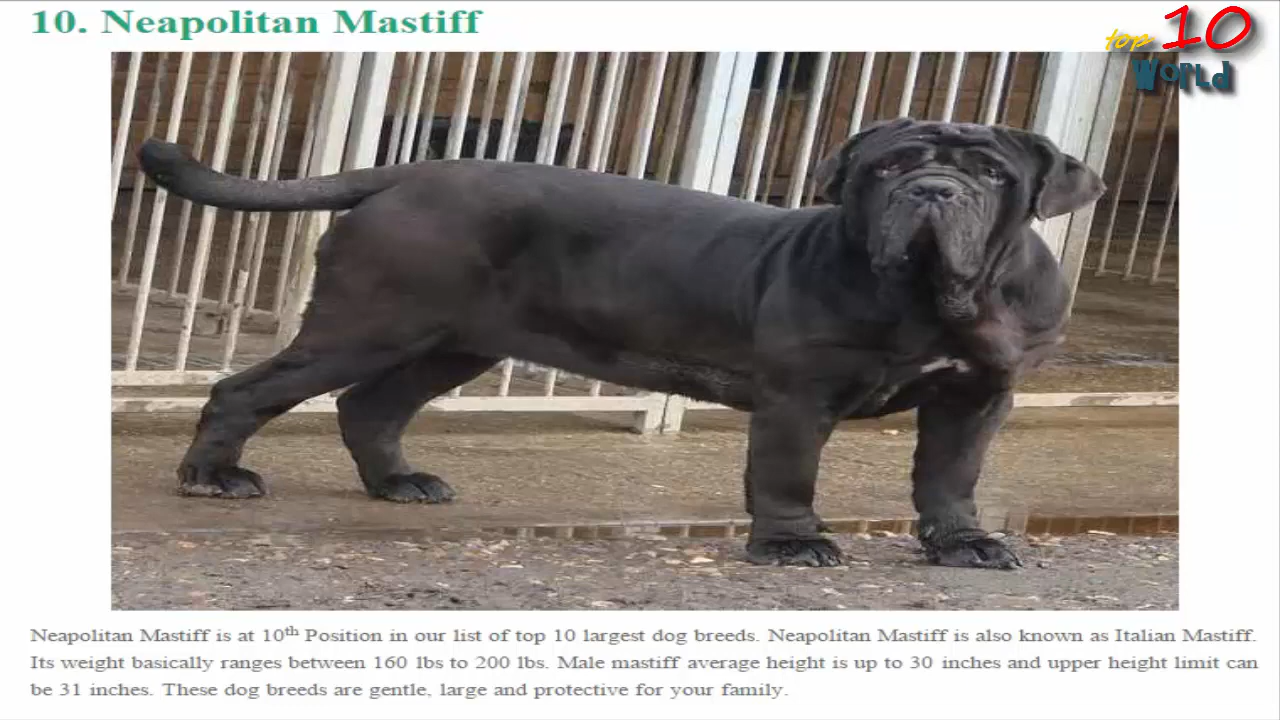 10. Neapolitan Mastiff
top 10
WORLd
Neapolitan Mastiff is at 10th Position in our list of top 10 largest dog breeds. Neapolitan Mastiff is also known as Italian Mastiff.
Its weight basically ranges between 160 lbs to 200 lbs. Male mastiff average height is up to 30 inches and upper height limit can
be 31 inches. These dog breeds are gentle, large and protective for your family.